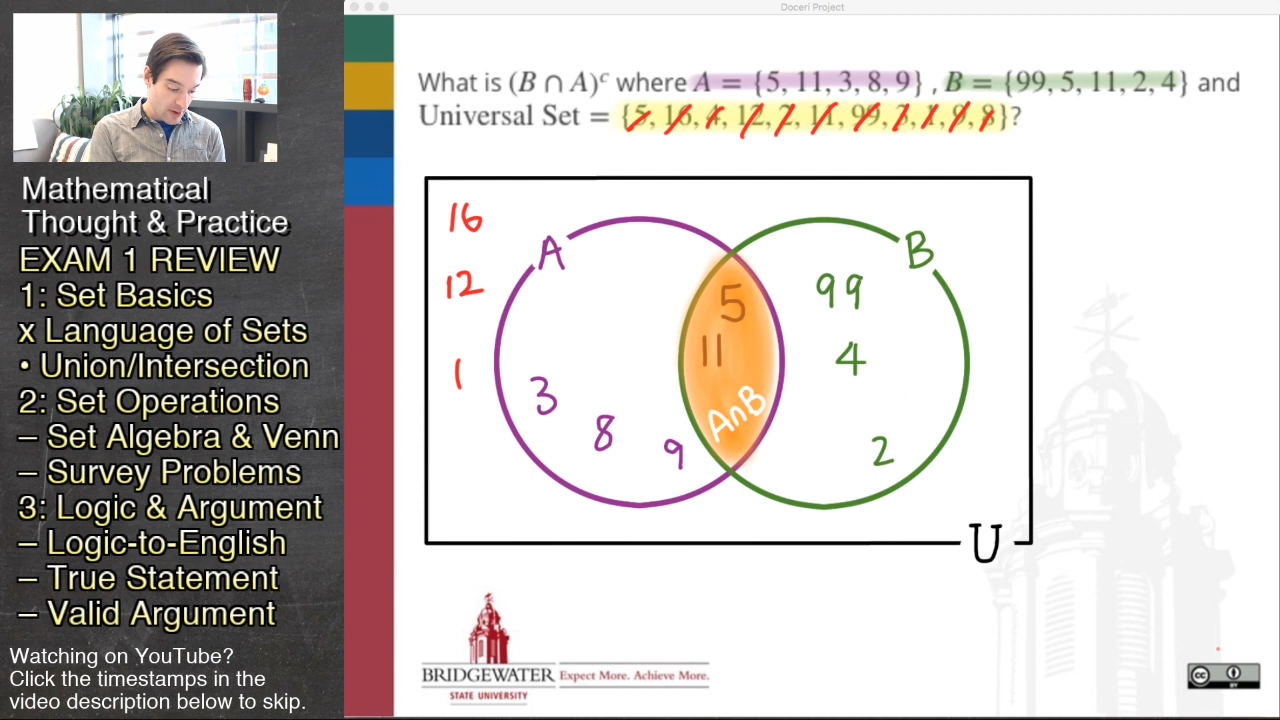 Doceri Project
What is (B ∩ A)ᶜ where A = {5, 11, 3, 8, 9} , B = {99, 5, 11, 2, 4} and
Universal Set = {5, 16, 4, 12, 2, 11, 99, 3, 1, 9, 8}?
Mathematical
Thought & Practice
EXAM 1 REVIEW
1: Set Basics
x Language of Sets
• Union/Intersection
2: Set Operations
– Set Algebra & Venn
– Survey Problems
3: Logic & Argument
– Logic-to-English
– True Statement
– Valid Argument
Watching on YouTube?
Click the timestamps in the
video description below to skip.
16
12
1
A
B
5
11
A∩B
99
4
2
3
8
9
U
BRIDGEWATER
STATE UNIVERSITY
Expect More. Achieve More.
CC
BY